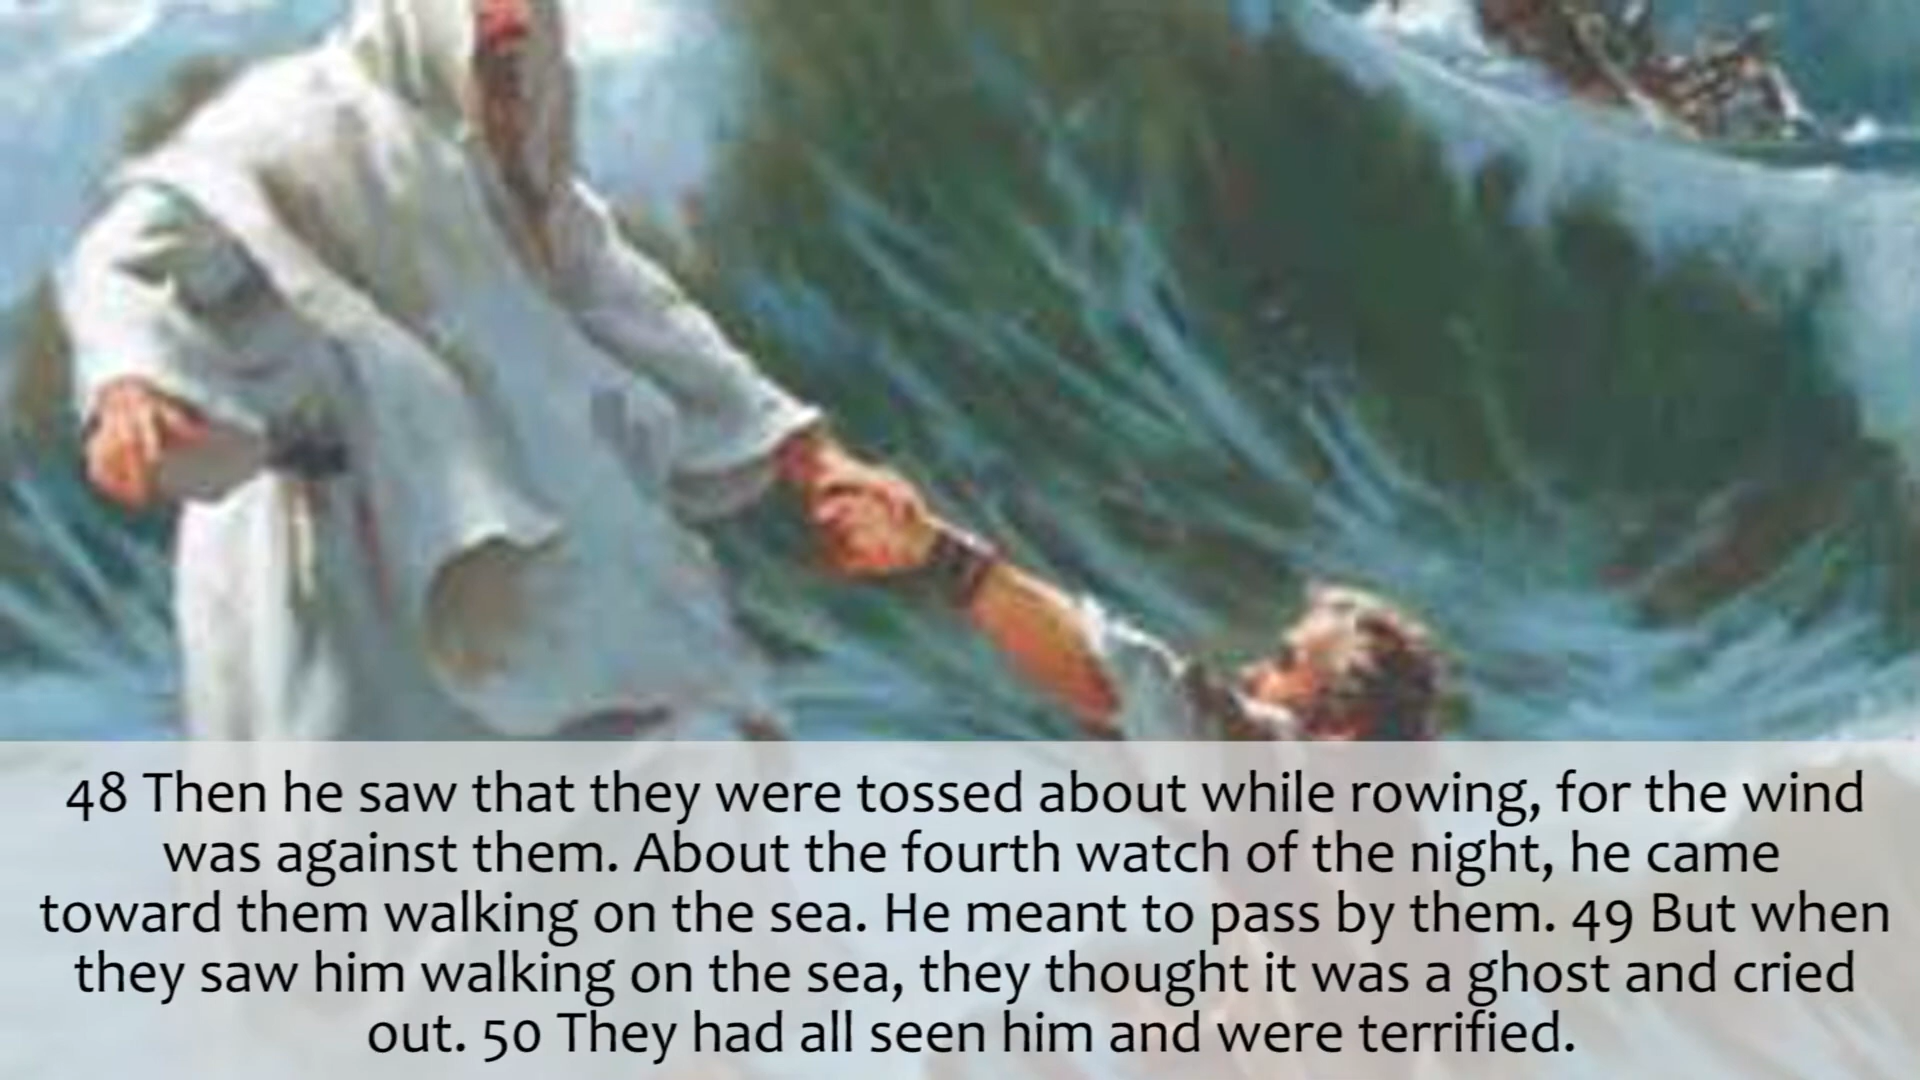 48 Then he saw that they were tossed about while rowing, for the wind
was against them. About the fourth watch of the night, he came
toward them walking on the sea. He meant to pass by them. 49 But when
they saw him walking on the sea, they thought it was a ghost and cried
out. 50 They had all seen him and were terrified.